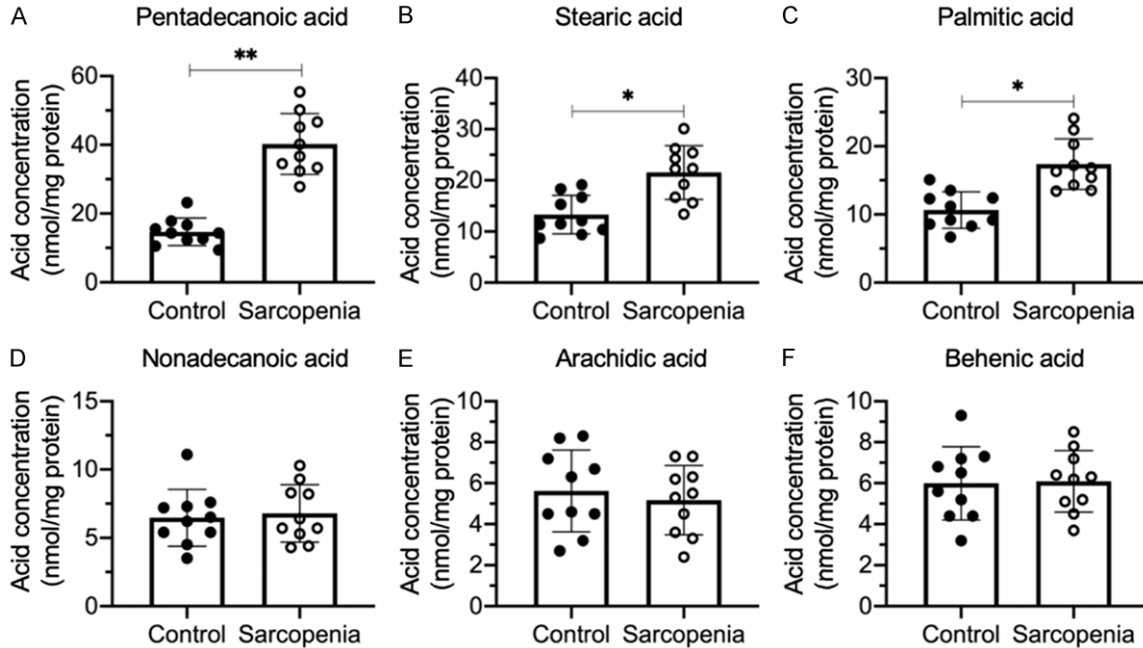 A Pentadecanoic acid
Acid concentration
(nmol/mg protein)
60
40
20
0
**
Control Sarcopenia
B Stearic acid
Acid concentration
(nmol/mg protein)
40
30
20
10
0
*
Control Sarcopenia
C Palmitic acid
Acid concentration
(nmol/mg protein)
30
20
10
0
*
Control Sarcopenia
D Nonadecanoic acid
Acid concentration
(nmol/mg protein)
15
10
5
0
Control Sarcopenia
E Arachidic acid
Acid concentration
(nmol/mg protein)
10
8
6
4
2
0
Control Sarcopenia
F Behenic acid
Acid concentration
(nmol/mg protein)
10
8
6
4
2
0
Control Sarcopenia